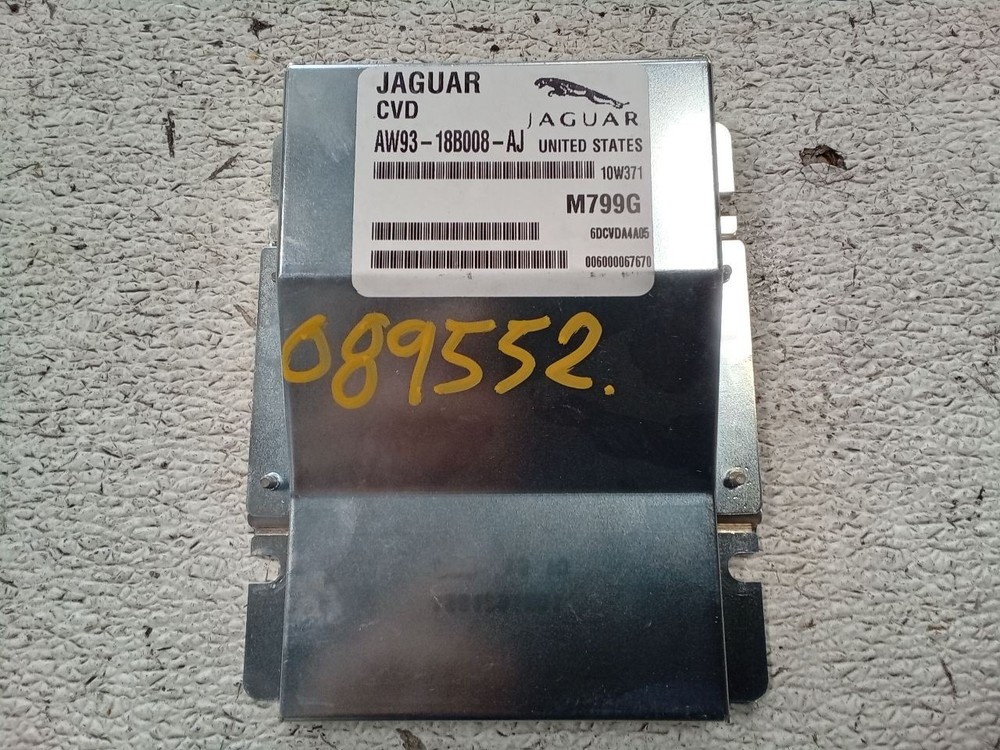 JAGUAR
CVD
JAGUAR
AW93-18B008-AJ UNITED STATES
10W371
M799G
6DCVDA4A05
006000067670
089552.